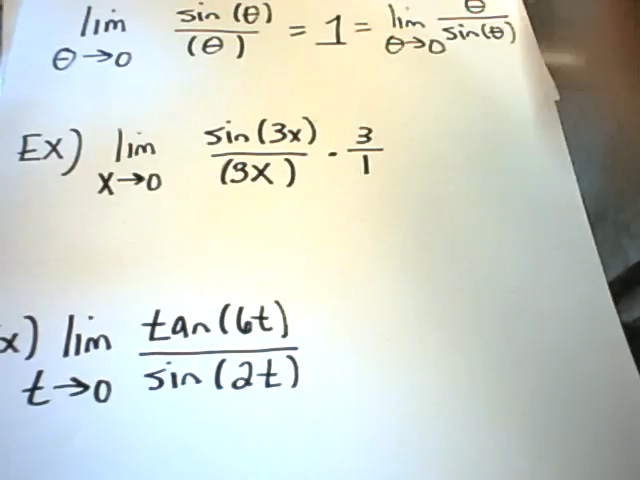 lim θ→0 sin(θ)/(θ) = 1 = lim θ→0 θ/sin(θ)
Ex) lim x→0 sin(3x)/(3x) · 3/1
x) lim t→0 tan(6t)/sin(2t)